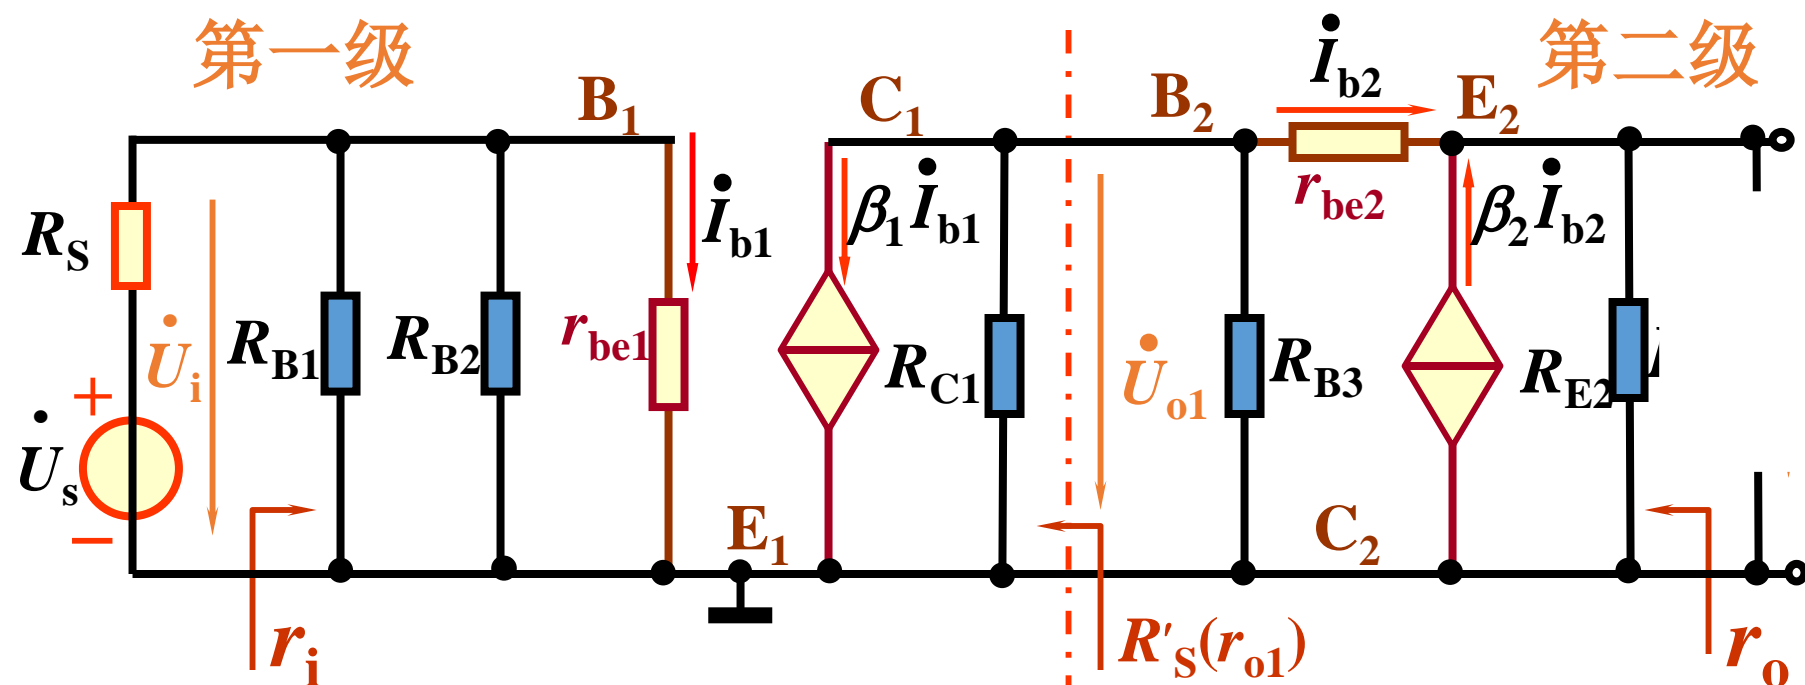 第一级
第二级
İb2
B1
C1
B2
E2
RS
U̇i
RB1
RB2
rbe1
İb1
β1İb1
RC1
U̇o1
RB3
rbe2
β2İb2
RE2
+
U̇s
−
E1
C2
ri
R′S(ro1)
ro